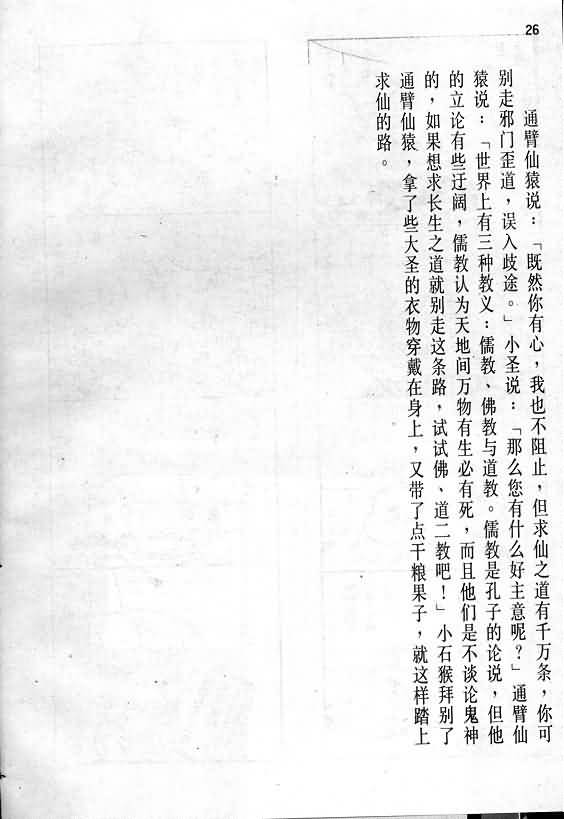 26
通臂仙猿说：「既然你有心，我也不阻止，但求仙之道有千万条，你可
别走邪门歪道，误入歧途。」小圣说：「那么您有什么好主意呢？」通臂仙
猿说：「世界上有三种教义：儒教、佛教与道教。儒教是孔子的论说，但他
的立论有些迂阔，儒教认为天地间万物有生必有死，而且他们是不谈论鬼神
的，如果想求长生之道就别走这条路，试试佛、道二教吧！」小石猴拜别了
通臂仙猿，拿了些大圣的衣物穿戴在身上，又带了点干粮果子，就这样踏上
求仙的路。